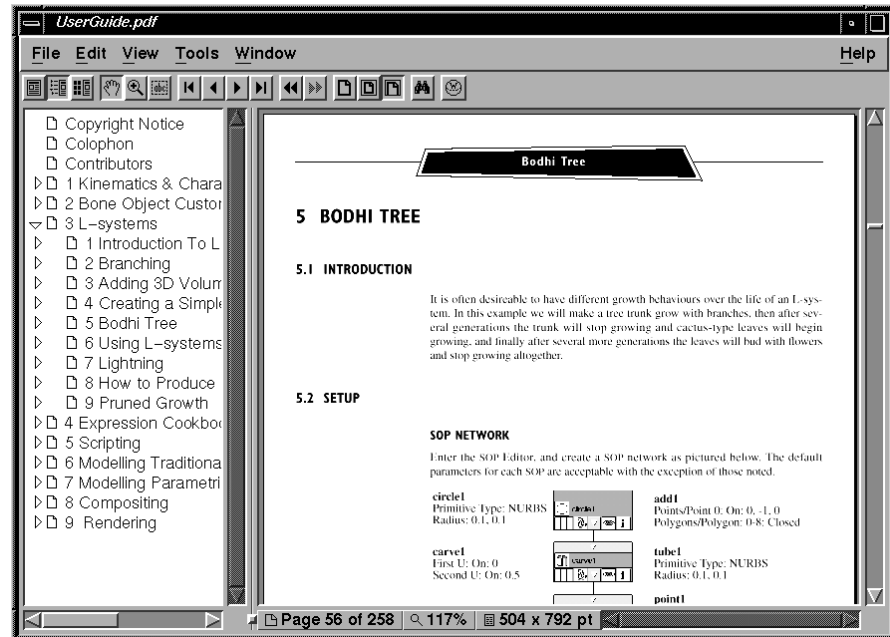 UserGuide.pdf
File Edit View Tools Window Help
Copyright Notice
Colophon
Contributors
1 Kinematics & Chara
2 Bone Object Custor
3 L-systems
1 Introduction To L
2 Branching
3 Adding 3D Volum
4 Creating a Simple
5 Bodhi Tree
6 Using L-systems
7 Lightning
8 How to Produce
9 Pruned Growth
4 Expression Cookboo
5 Scripting
6 Modelling Traditiona
7 Modelling Parametri
8 Compositing
9 Rendering
Bodhi Tree
5 BODHI TREE
5.1 INTRODUCTION
It is often desireable to have different growth behaviours over the life of an L-sys-
tem. In this example we will make a tree trunk grow with branches, then after sev-
eral generations the trunk will stop growing and cactus-type leaves will begin
growing, and finally after several more generations the leaves will bud with flowers
and stop growing altogether.
5.2 SETUP
SOP NETWORK
Enter the SOP Editor, and create a SOP network as pictured below. The default
parameters for each SOP are acceptable with the exception of those noted.
circle1
Primitive Type: NURBS
Radius: 0.1, 0.1
circle1
add1
Points/Point 0: On: 0, -1, 0
Polygons/Polygon: 0-8: Closed
carve1
First U: On: 0
Second U: On: 0.5
carve1
tube1
Primitive Type: NURBS
Radius: 0.1, 0.1
point1
Page 56 of 258 117% 504 x 792 pt